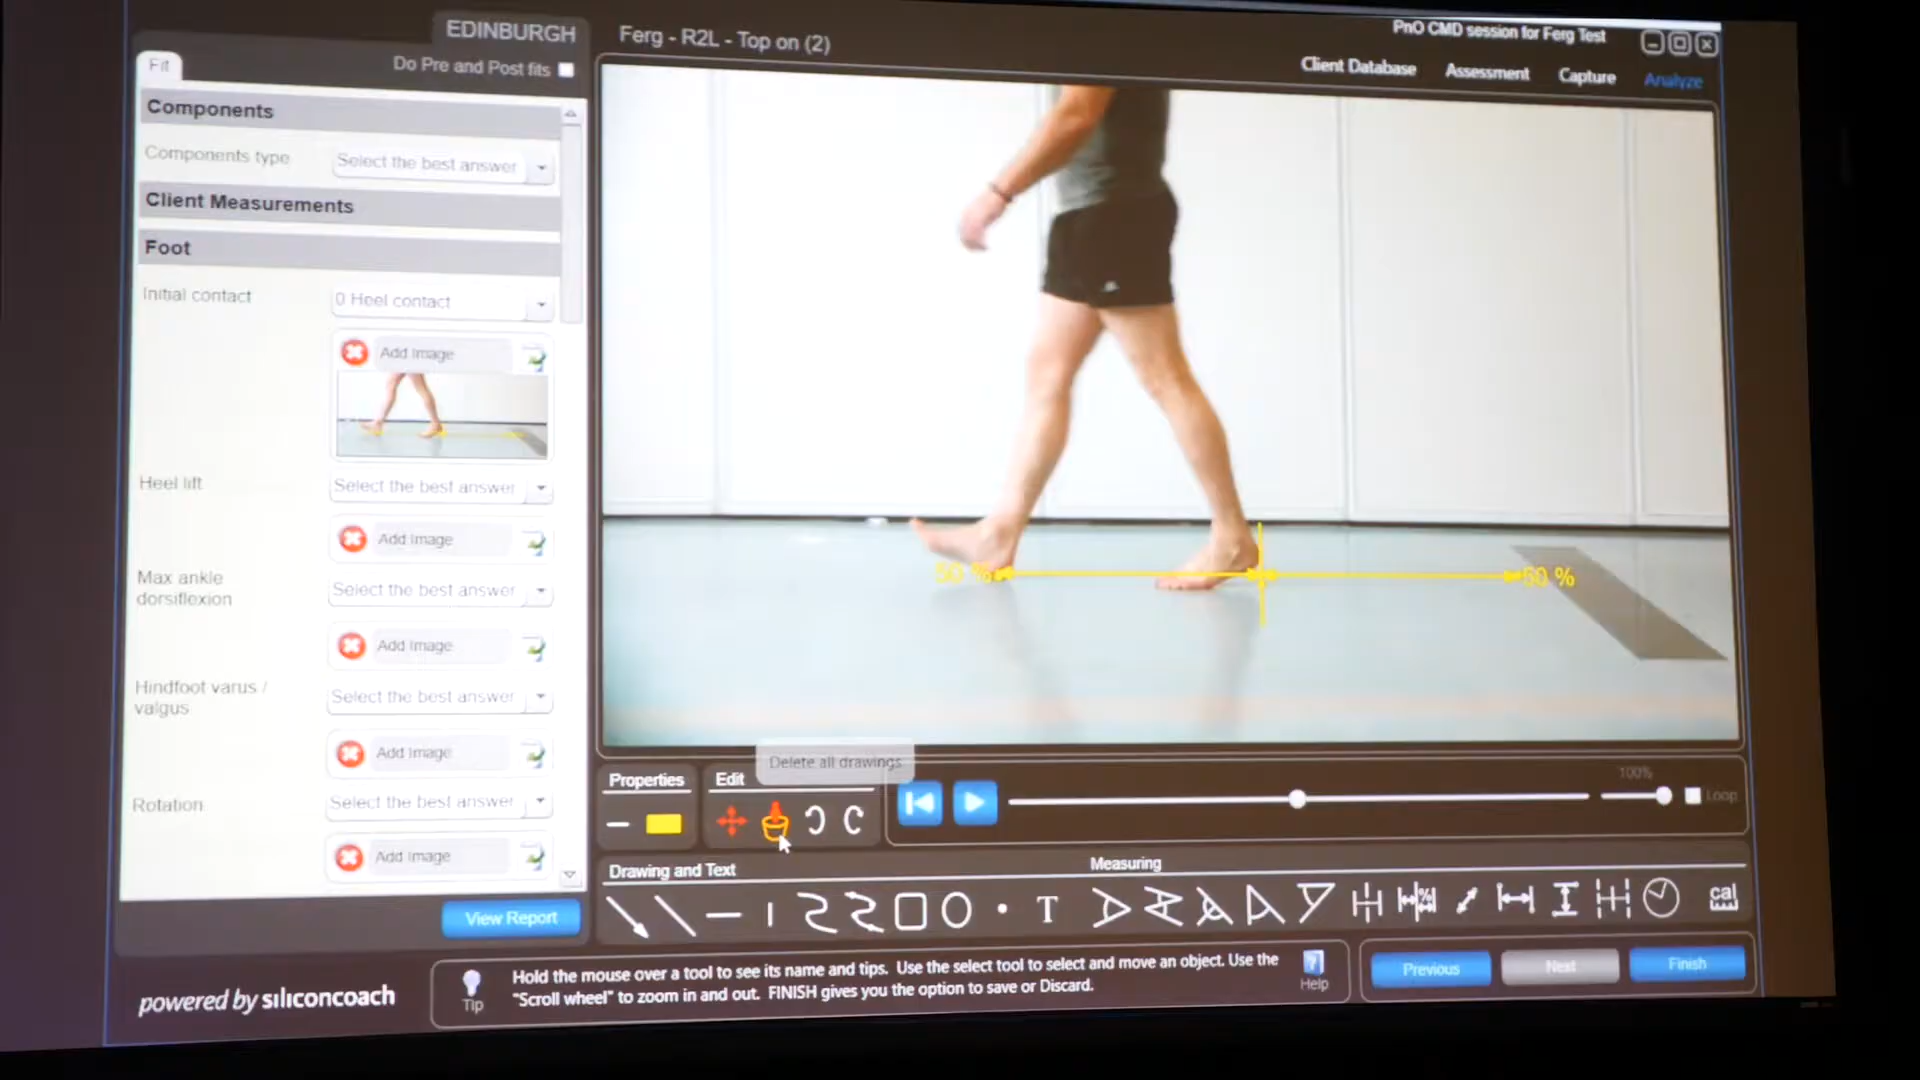 EDINBURGH
Ferg - R2L - Top on (2)
PnO CMD session for Ferg Test
Fit
Do Pre and Post fits
Client Database
Assessment
Capture
Analyze
Components
Components type
Select the best answer
Client Measurements
Foot
Initial contact
0 Heel contact
Add Image
Heel lift
Select the best answer
Add Image
Max ankle
dorsiflexion
Select the best answer
Add Image
Hindfoot varus /
valgus
Select the best answer
Add Image
Rotation
Select the best answer
Add Image
View Report
50 %
50 %
Properties
Edit
Delete all drawings
100%
Loop
Drawing and Text
Measuring
T
%
cal
powered by siliconcoach
Tip
Hold the mouse over a tool to see its name and tips. Use the select tool to select and move an object. Use the
"Scroll wheel" to zoom in and out. FINISH gives you the option to save or Discard.
Help
Previous
Next
Finish